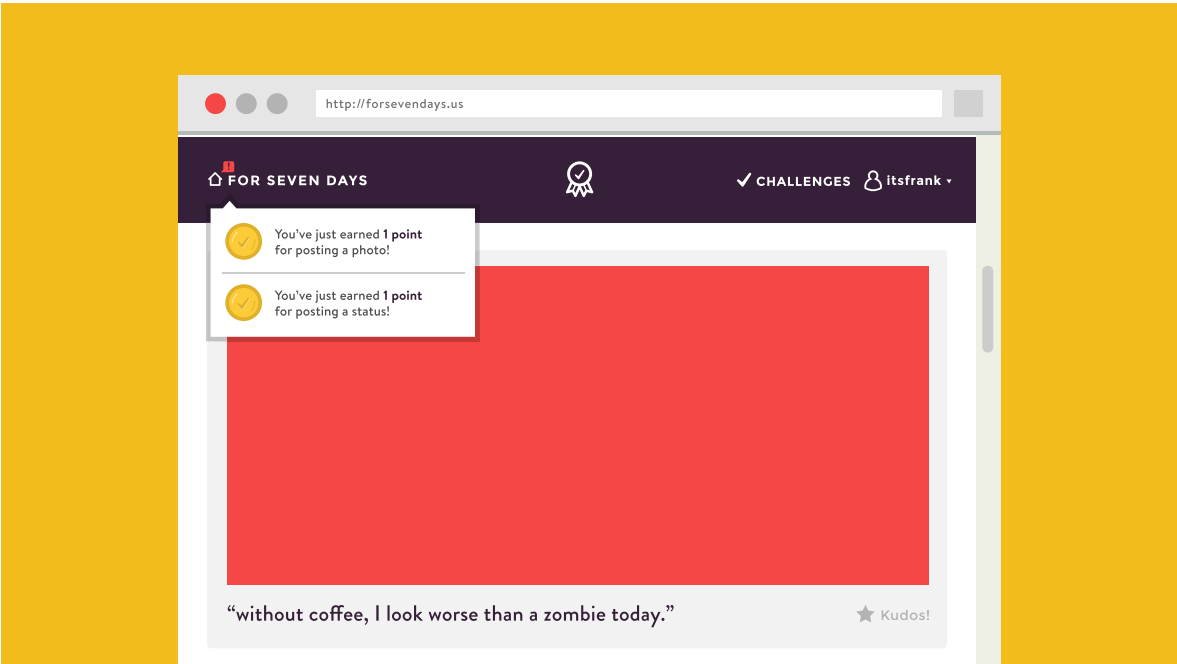 http://forsevendays.us
!
FOR SEVEN DAYS
CHALLENGES
itsfrank
You’ve just earned 1 point
for posting a photo!
You’ve just earned 1 point
for posting a status!
“without coffee, I look worse than a zombie today.”
Kudos!